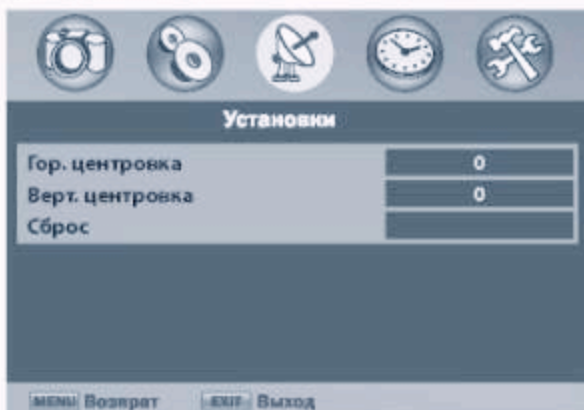 Установки
Гор. центровка 0
Верт. центровка 0
Сброс
MENU Возврат EXIT Выход